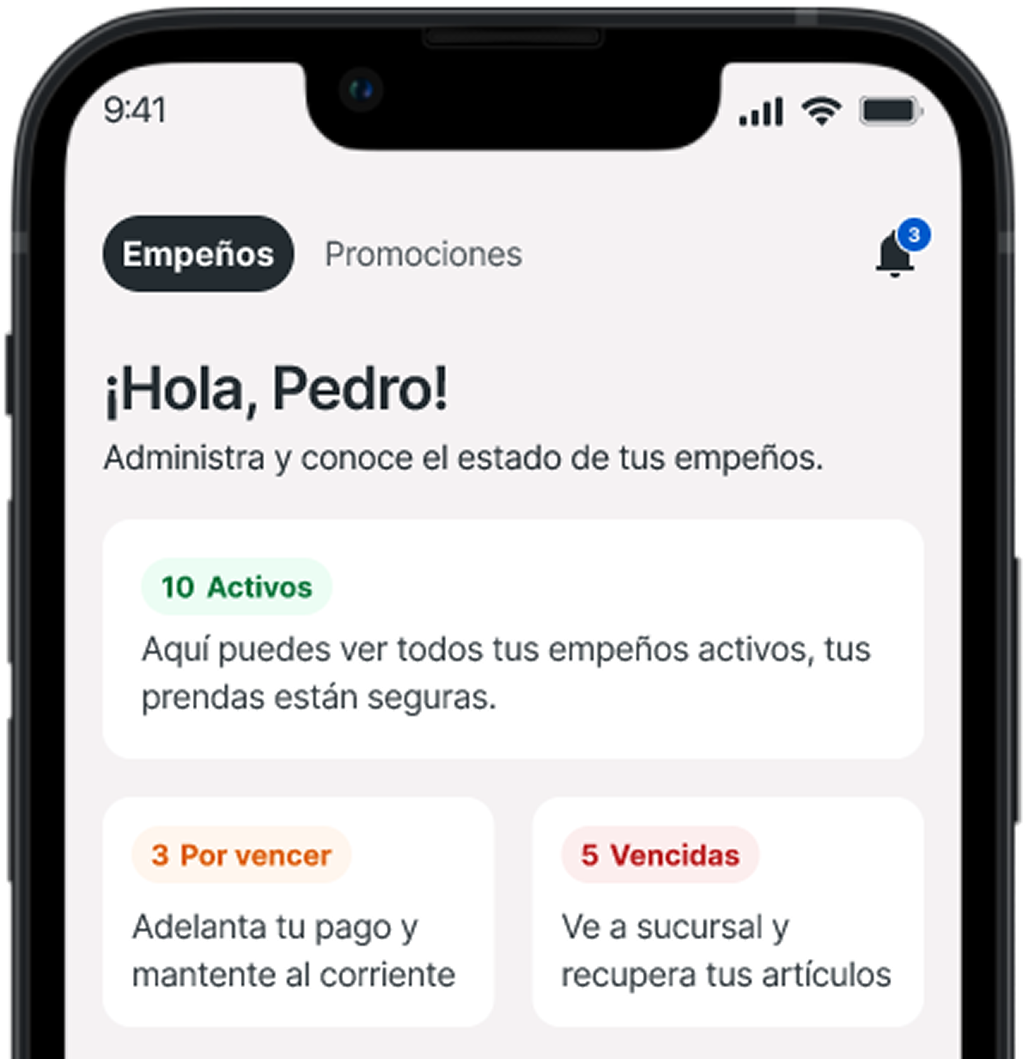 9:41
Empeños Promociones 3
¡Hola, Pedro!
Administra y conoce el estado de tus empeños.
10 Activos
Aquí puedes ver todos tus empeños activos, tus
prendas están seguras.
3 Por vencer
Adelanta tu pago y
mantente al corriente
5 Vencidas
Ve a sucursal y
recupera tus artículos